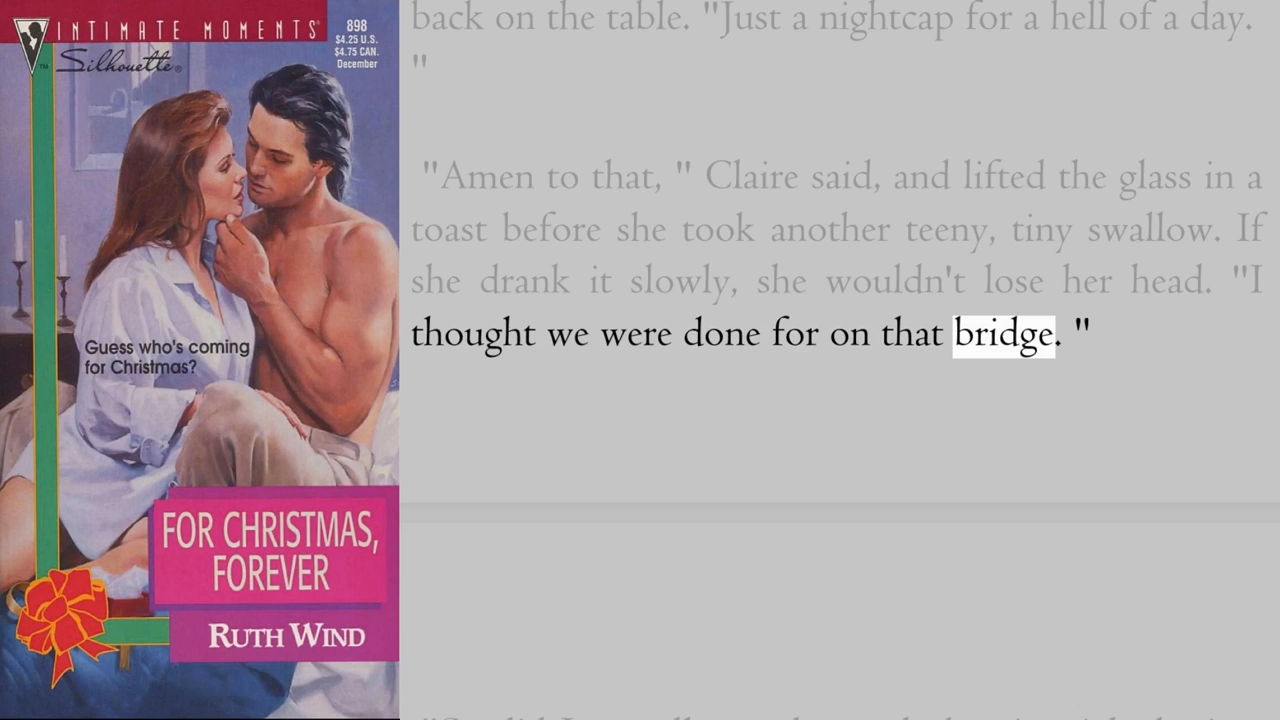 INTIMATE MOMENTS®
Silhouette®
TM
898
$4.25 U.S.
$4.75 CAN.
December
Guess who's coming
for Christmas?
FOR CHRISTMAS,
FOREVER
RUTH WIND
back on the table. "Just a nightcap for a hell of a day.
"
"Amen to that, " Claire said, and lifted the glass in a
toast before she took another teeny, tiny swallow. If
she drank it slowly, she wouldn't lose her head. "I
thought we were done for on that bridge. "